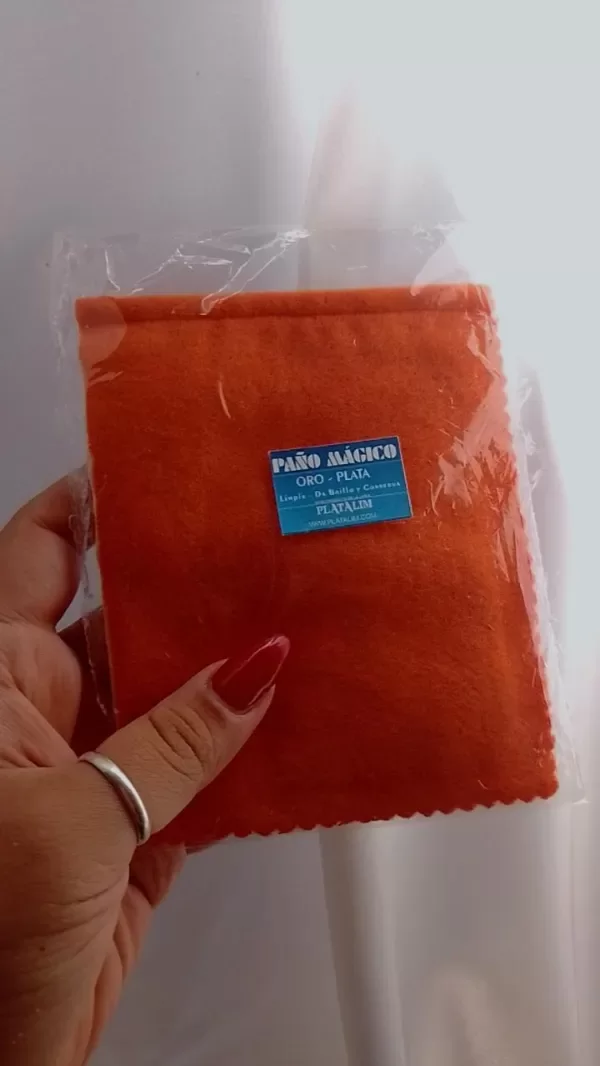 PAÑO MÁGICO
ORO - PLATA
Limpia - Da Brillo y Conserva
PLATALIM
WWW.PLATALIM.COM